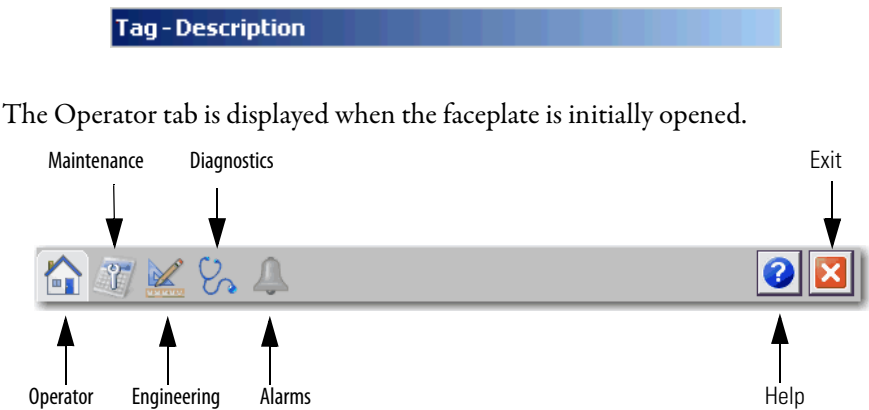 Tag - Description
The Operator tab is displayed when the faceplate is initially opened.
Maintenance Diagnostics Exit
?
Operator Engineering Alarms Help